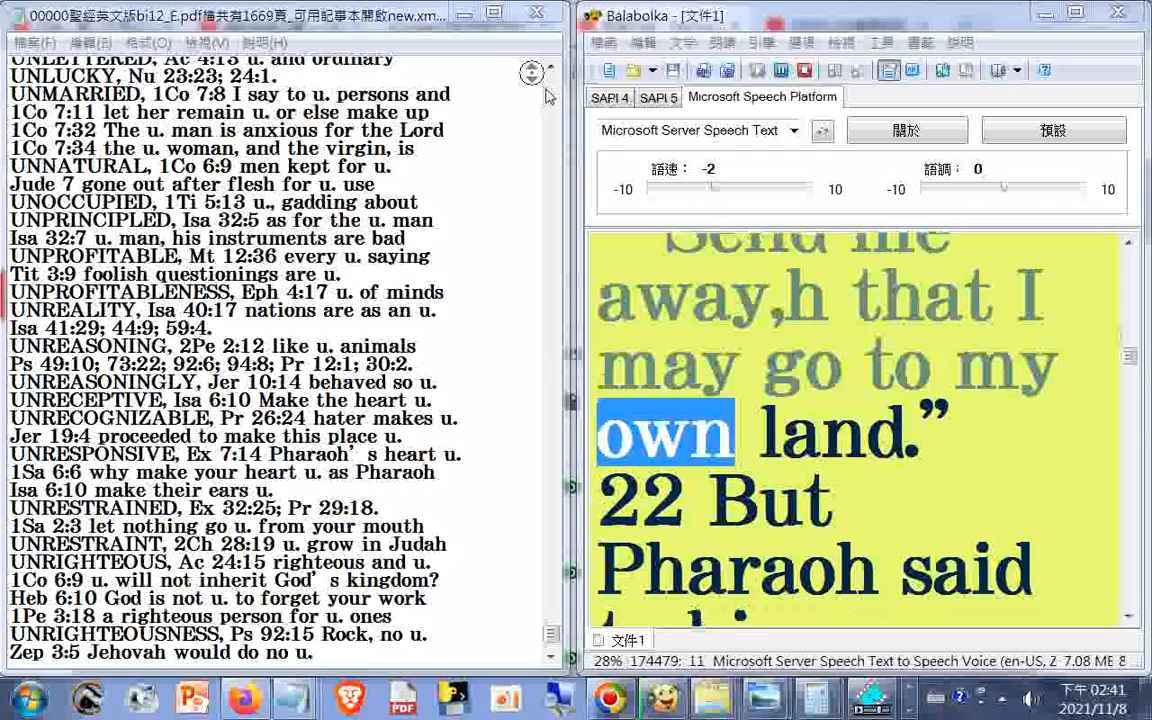 00000聖經英文版bi12_E.pdf檔共有1669頁_可用記事本開啟new.xm...
檔案(F) 編輯(E) 格式(O) 檢視(V) 說明(H)
UNLETTERED, Ac 4:13 u. and ordinary
UNLUCKY, Nu 23:23; 24:1.
UNMARRIED, 1Co 7:8 I say to u. persons and
1Co 7:11 let her remain u. or else make up
1Co 7:32 The u. man is anxious for the Lord
1Co 7:34 the u. woman, and the virgin, is
UNNATURAL, 1Co 6:9 men kept for u.
Jude 7 gone out after flesh for u. use
UNOCCUPIED, 1Ti 5:13 u., gadding about
UNPRINCIPLED, Isa 32:5 as for the u. man
Isa 32:7 u. man, his instruments are bad
UNPROFITABLE, Mt 12:36 every u. saying
Tit 3:9 foolish questionings are u.
UNPROFITABLENESS, Eph 4:17 u. of minds
UNREALITY, Isa 40:17 nations are as an u.
Isa 41:29; 44:9; 59:4.
UNREASONING, 2Pe 2:12 like u. animals
Ps 49:10; 73:22; 92:6; 94:8; Pr 12:1; 30:2.
UNREASONINGLY, Jer 10:14 behaved so u.
UNRECEPTIVE, Isa 6:10 Make the heart u.
UNRECOGNIZABLE, Pr 26:24 hater makes u.
Jer 19:4 proceeded to make this place u.
UNRESPONSIVE, Ex 7:14 Pharaoh’s heart u.
1Sa 6:6 why make your heart u. as Pharaoh
Isa 6:10 make their ears u.
UNRESTRAINED, Ex 32:25; Pr 29:18.
1Sa 2:3 let nothing go u. from your mouth
UNRESTRAINT, 2Ch 28:19 u. grow in Judah
UNRIGHTEOUS, Ac 24:15 righteous and u.
1Co 6:9 u. will not inherit God’s kingdom?
Heb 6:10 God is not u. to forget your work
1Pe 3:18 a righteous person for u. ones
UNRIGHTEOUSNESS, Ps 92:15 Rock, no u.
Zep 3:5 Jehovah would do no u.
Balabolka - [文件1]
檔案 編輯 文字 朗讀 引擎 選項 檢視 工具 書籤 說明
SAPI 4 SAPI 5 Microsoft Speech Platform
Microsoft Server Speech Text 關於 預設
語速： -2 語調： 0
-10 10 -10 10
Send me
away,h that I
may go to my
own land.”
22 But
Pharaoh said
文件1
28% 174479: 11 Microsoft Server Speech Text to Speech Voice (en-US, Z 7.08 MB 8
PDF
下午 02:41
2021/11/8